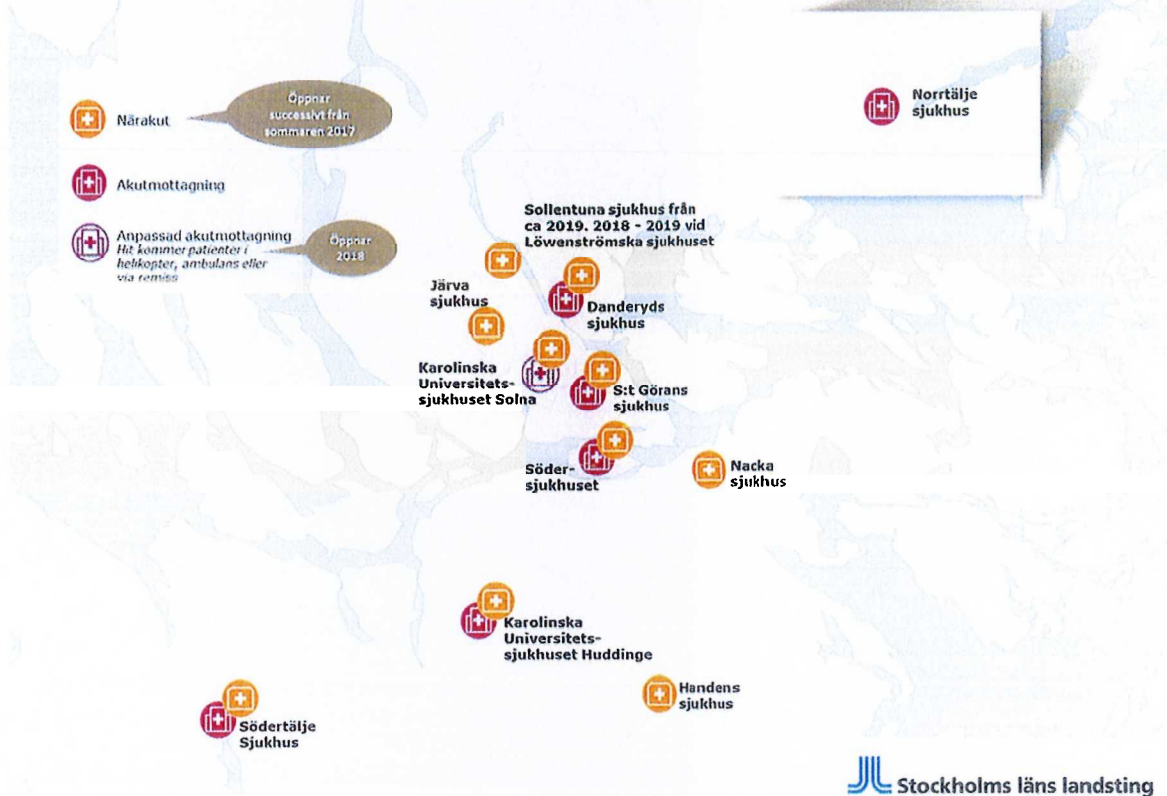 Närakut
Öppnar
successivt från
sommaren 2017
Akutmottagning
Anpassad akutmottagning
Hit kommer patienter i
helikopter, ambulans eller
via remiss
Öppnar
2018
Norrtälje
sjukhus
Sollentuna sjukhus från
ca 2019. 2018 - 2019 vid
Löwenströmska sjukhuset
Järva
sjukhus
Danderyds
sjukhus
Karolinska
Universitets-
sjukhuset Solna
S:t Görans
sjukhus
Söder-
sjukhuset
Nacka
sjukhus
Karolinska
Universitets-
sjukhuset Huddinge
Handens
sjukhus
Södertälje
Sjukhus
Stockholms läns landsting